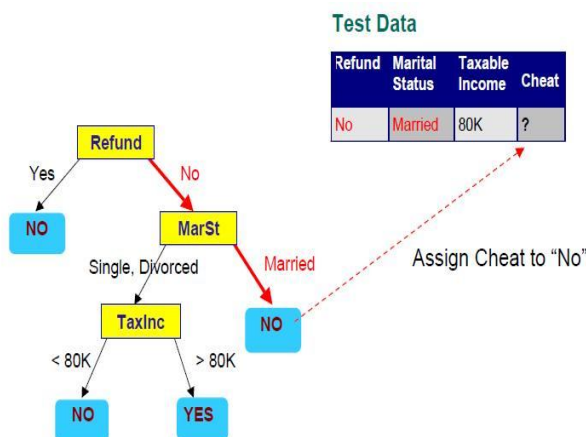 Test Data
Refund Marital Status Taxable Income Cheat
No Married 80K ?
Refund
Yes No
NO MarSt
Single, Divorced Married
Assign Cheat to “No”
TaxInc NO
< 80K > 80K
NO YES